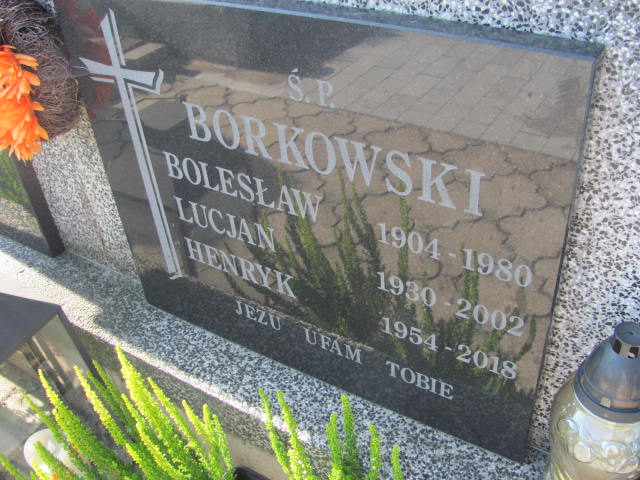 Ś.P.
BORKOWSKI
BOLESŁAW 1904 - 1980
LUCJAN 1930 - 2002
HENRYK 1954 - 2018
JEZU UFAM TOBIE